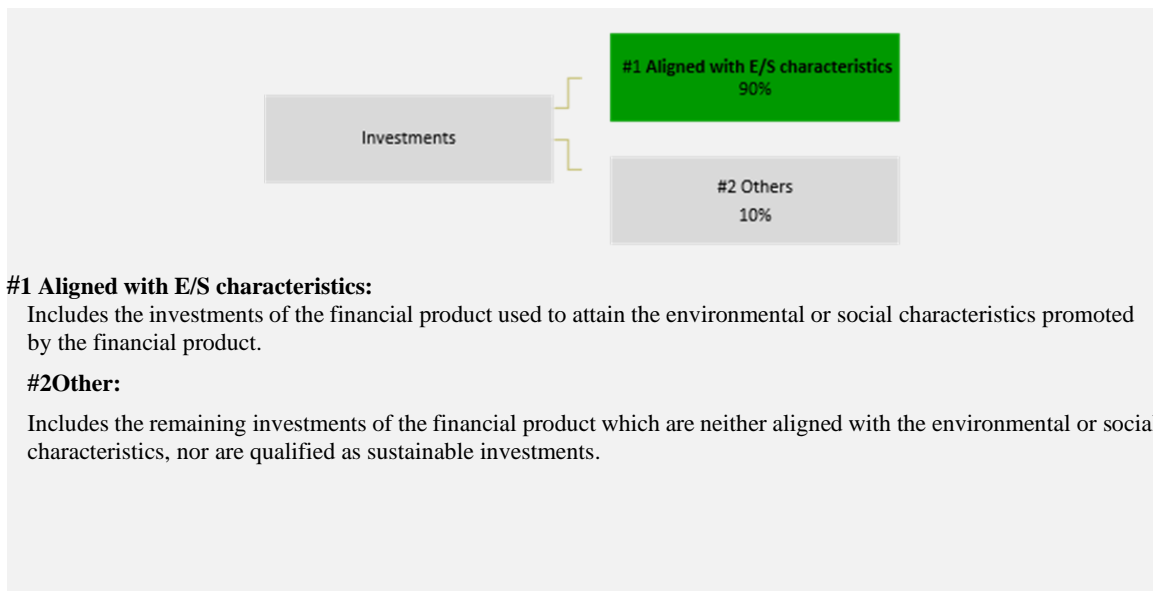 #1 Aligned with E/S characteristics
90%
Investments
#2 Others
10%
#1 Aligned with E/S characteristics:
Includes the investments of the financial product used to attain the environmental or social characteristics promoted
by the financial product.
#2Other:
Includes the remaining investments of the financial product which are neither aligned with the environmental or social
characteristics, nor are qualified as sustainable investments.